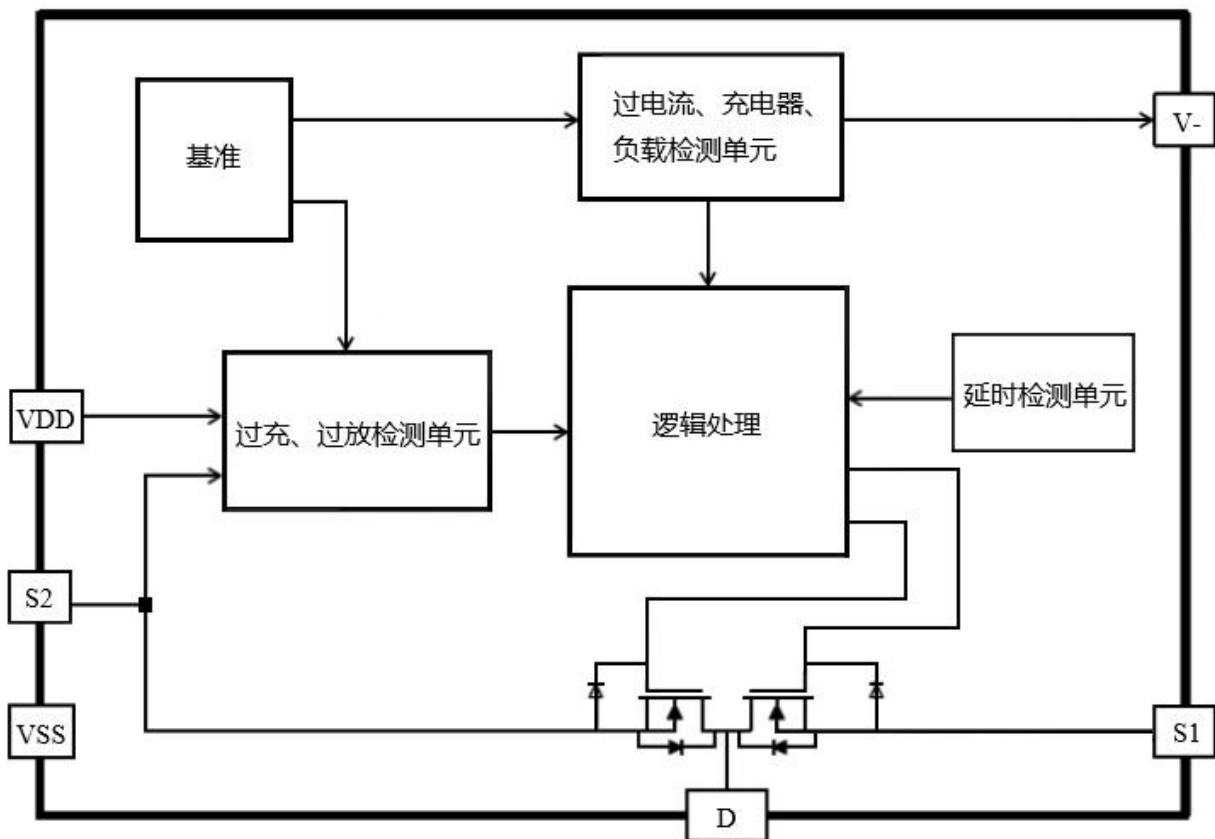 过电流、充电器、
负载检测单元
V-
基准
VDD
过充、过放检测单元
逻辑处理
延时检测单元
S2
VSS
S1
D